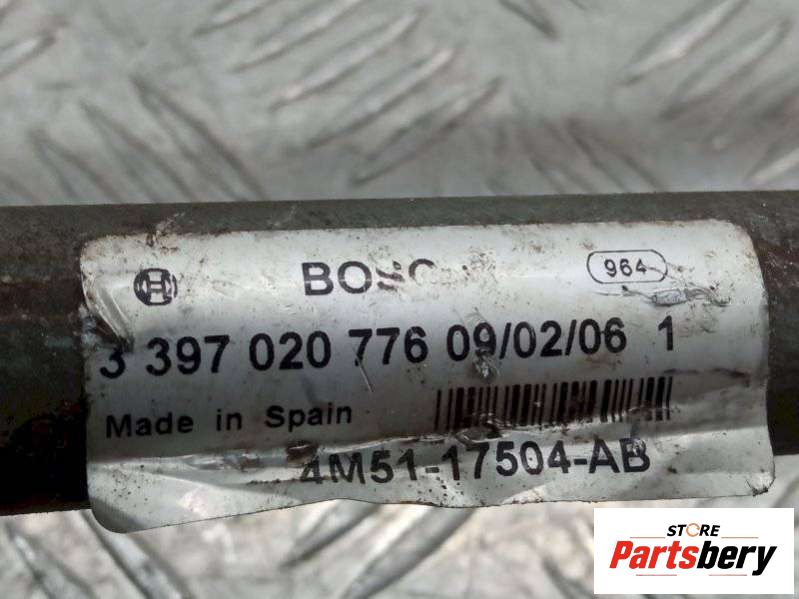 BOSC 964
3 397 020 776 09/02/06 1
Made in Spain
4M51-17504-AB
STORE
Partsbery